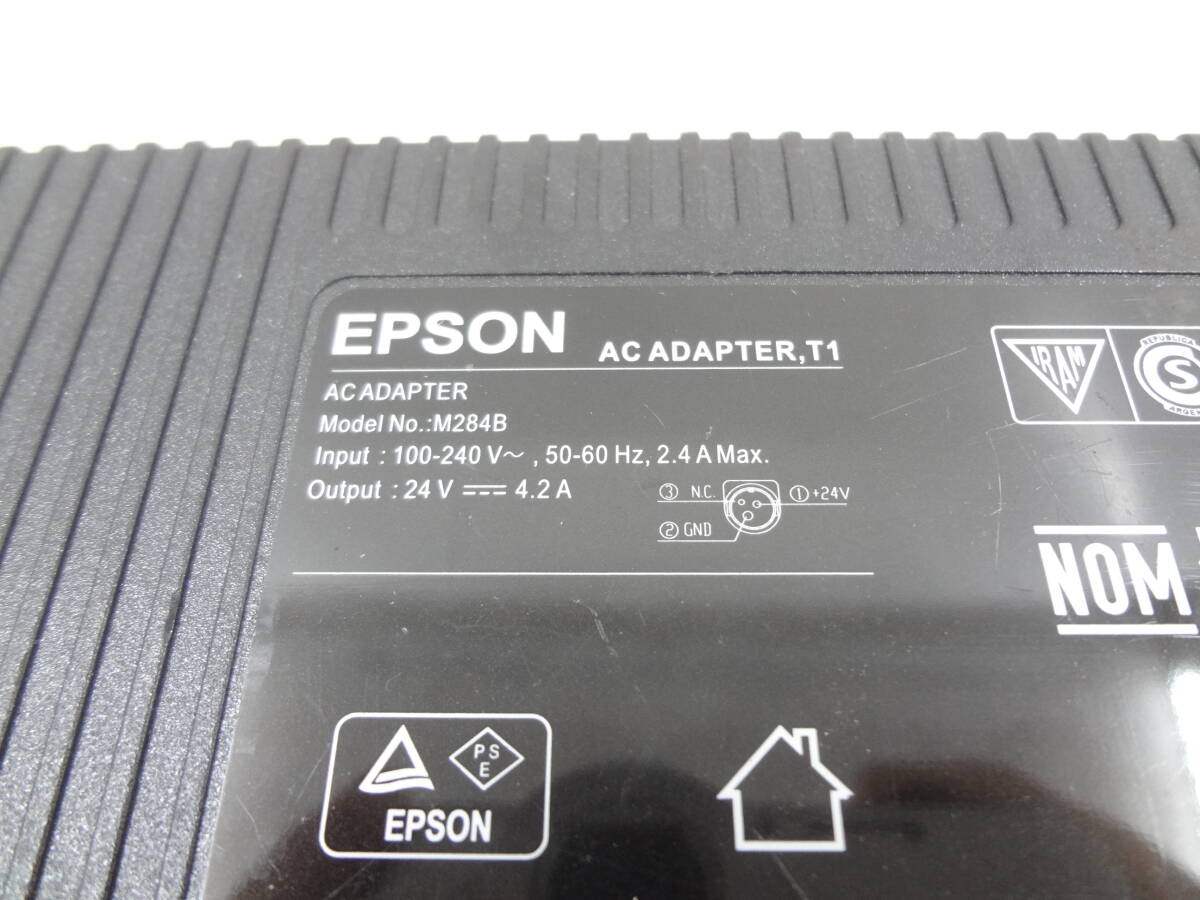 EPSON AC ADAPTER,T1
AC ADAPTER
Model No.:M284B
Input : 100-240 V~ , 50-60 Hz, 2.4 A Max.
Output : 24 V ⎓ 4.2 A
③ N.C. ① +24V
② GND
IRAM
S
NOM
PS
E
EPSON